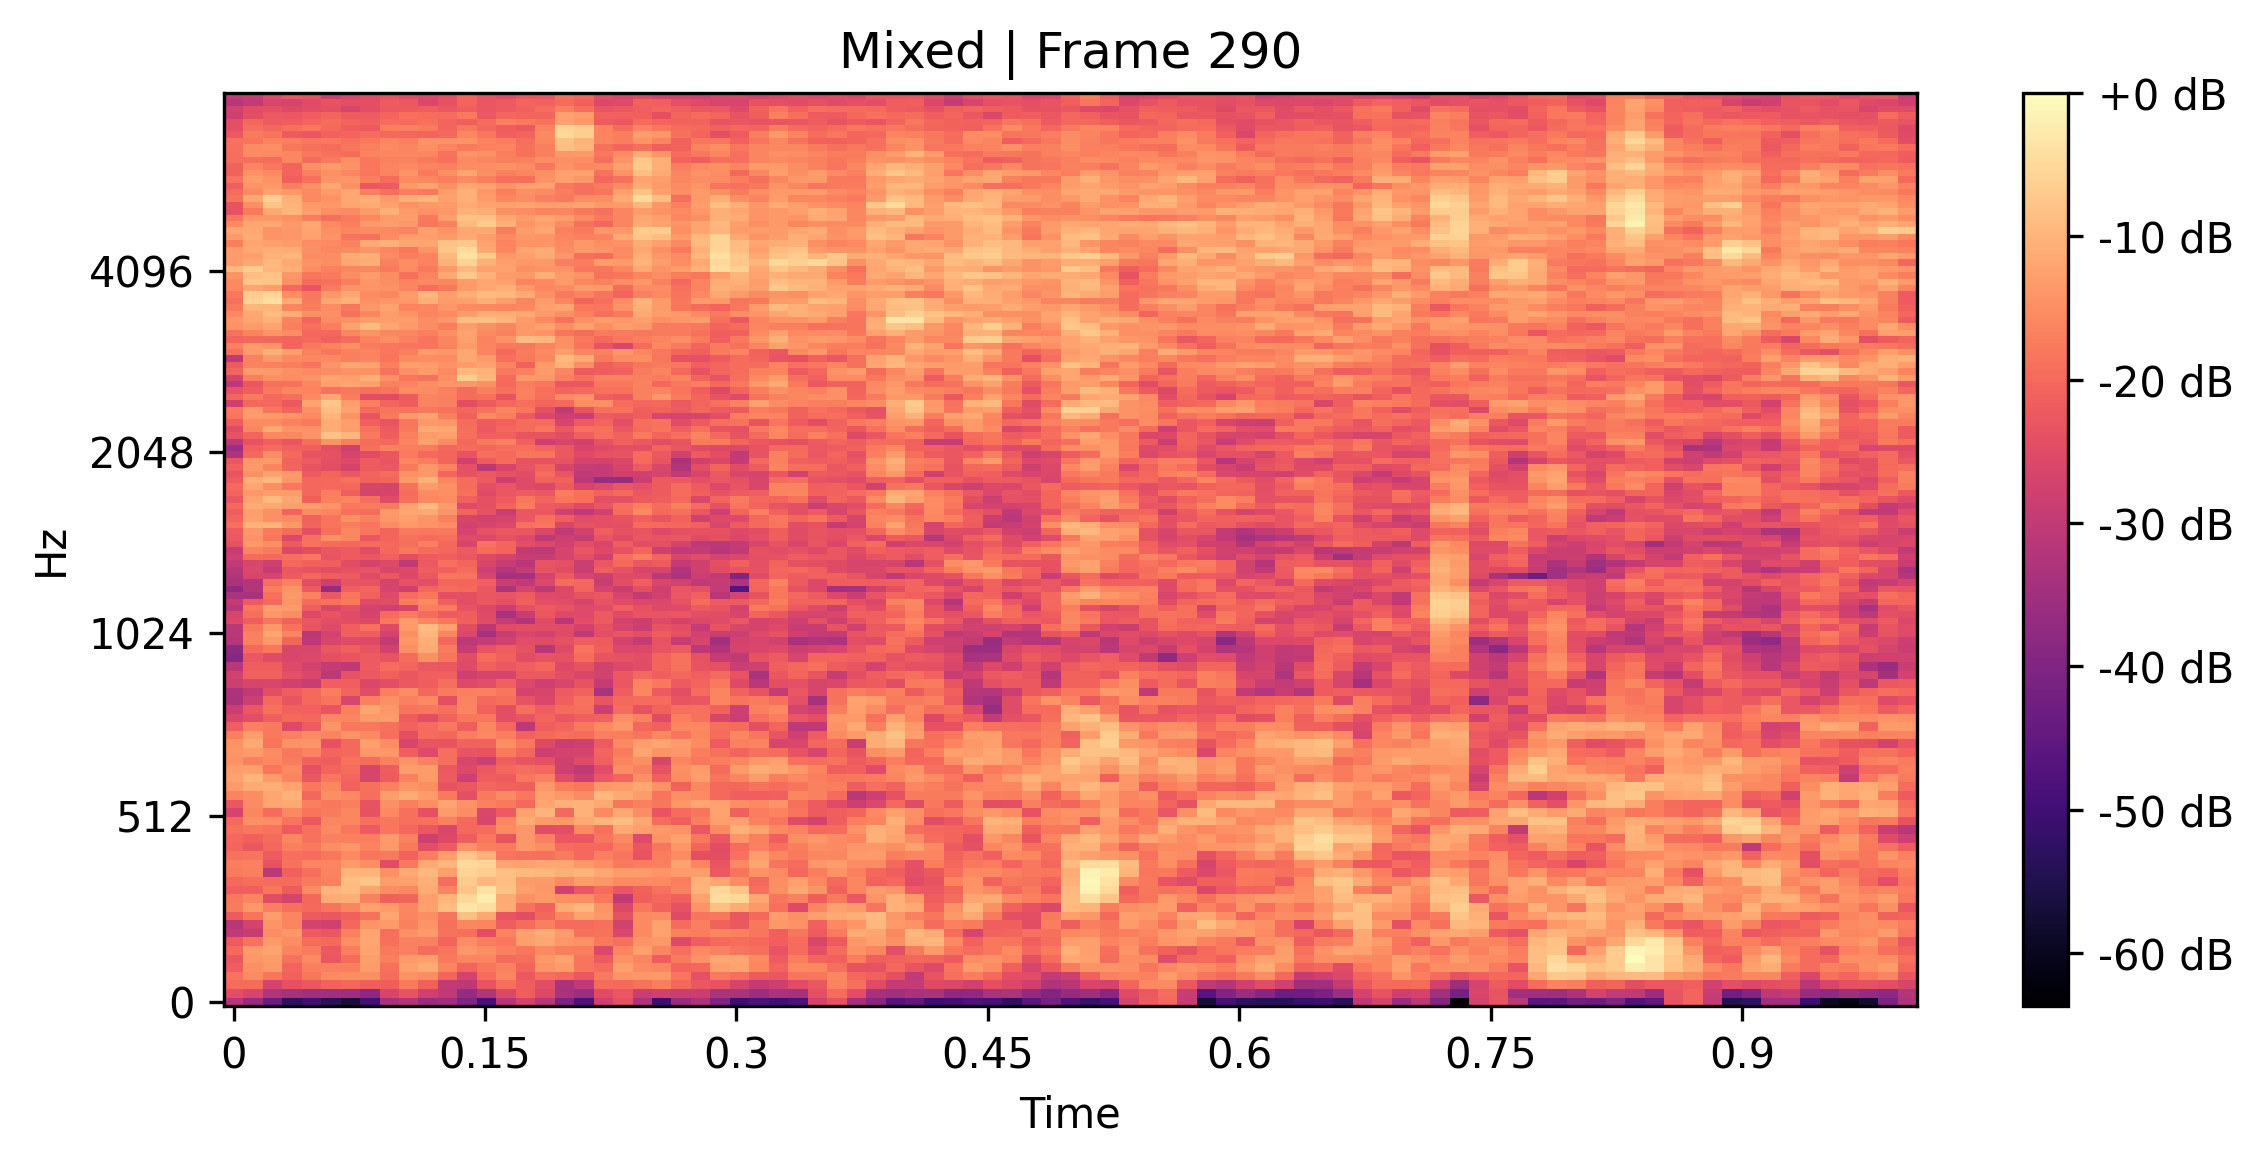 Mixed | Frame 290
Hz
4096
2048
1024
512
0
0 0.15 0.3 0.45 0.6 0.75 0.9
Time
+0 dB
-10 dB
-20 dB
-30 dB
-40 dB
-50 dB
-60 dB